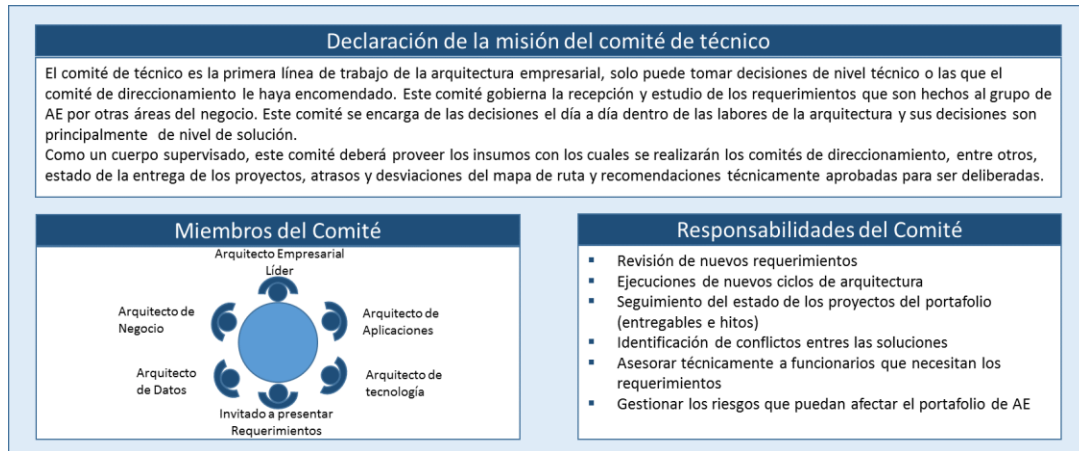 Declaración de la misión del comité de técnico
El comité de técnico es la primera línea de trabajo de la arquitectura empresarial, solo puede tomar decisiones de nivel técnico o las que el
comité de direccionamiento le haya encomendado. Este comité gobierna la recepción y estudio de los requerimientos que son hechos al grupo de
AE por otras áreas del negocio. Este comité se encarga de las decisiones el día a día dentro de las labores de la arquitectura y sus decisiones son
principalmente de nivel de solución.
Como un cuerpo supervisado, este comité deberá proveer los insumos con los cuales se realizarán los comités de direccionamiento, entre otros,
estado de la entrega de los proyectos, atrasos y desviaciones del mapa de ruta y recomendaciones técnicamente aprobadas para ser deliberadas.
Miembros del Comité
Arquitecto Empresarial
Líder
Arquitecto de
Negocio
Arquitecto de
Aplicaciones
Arquitecto
de Datos
Arquitecto de
tecnología
Invitado a presentar
Requerimientos
Responsabilidades del Comité
▪ Revisión de nuevos requerimientos
▪ Ejecuciones de nuevos ciclos de arquitectura
▪ Seguimiento del estado de los proyectos del portafolio
(entregables e hitos)
▪ Identificación de conflictos entres las soluciones
▪ Asesorar técnicamente a funcionarios que necesitan los
requerimientos
▪ Gestionar los riesgos que puedan afectar el portafolio de AE